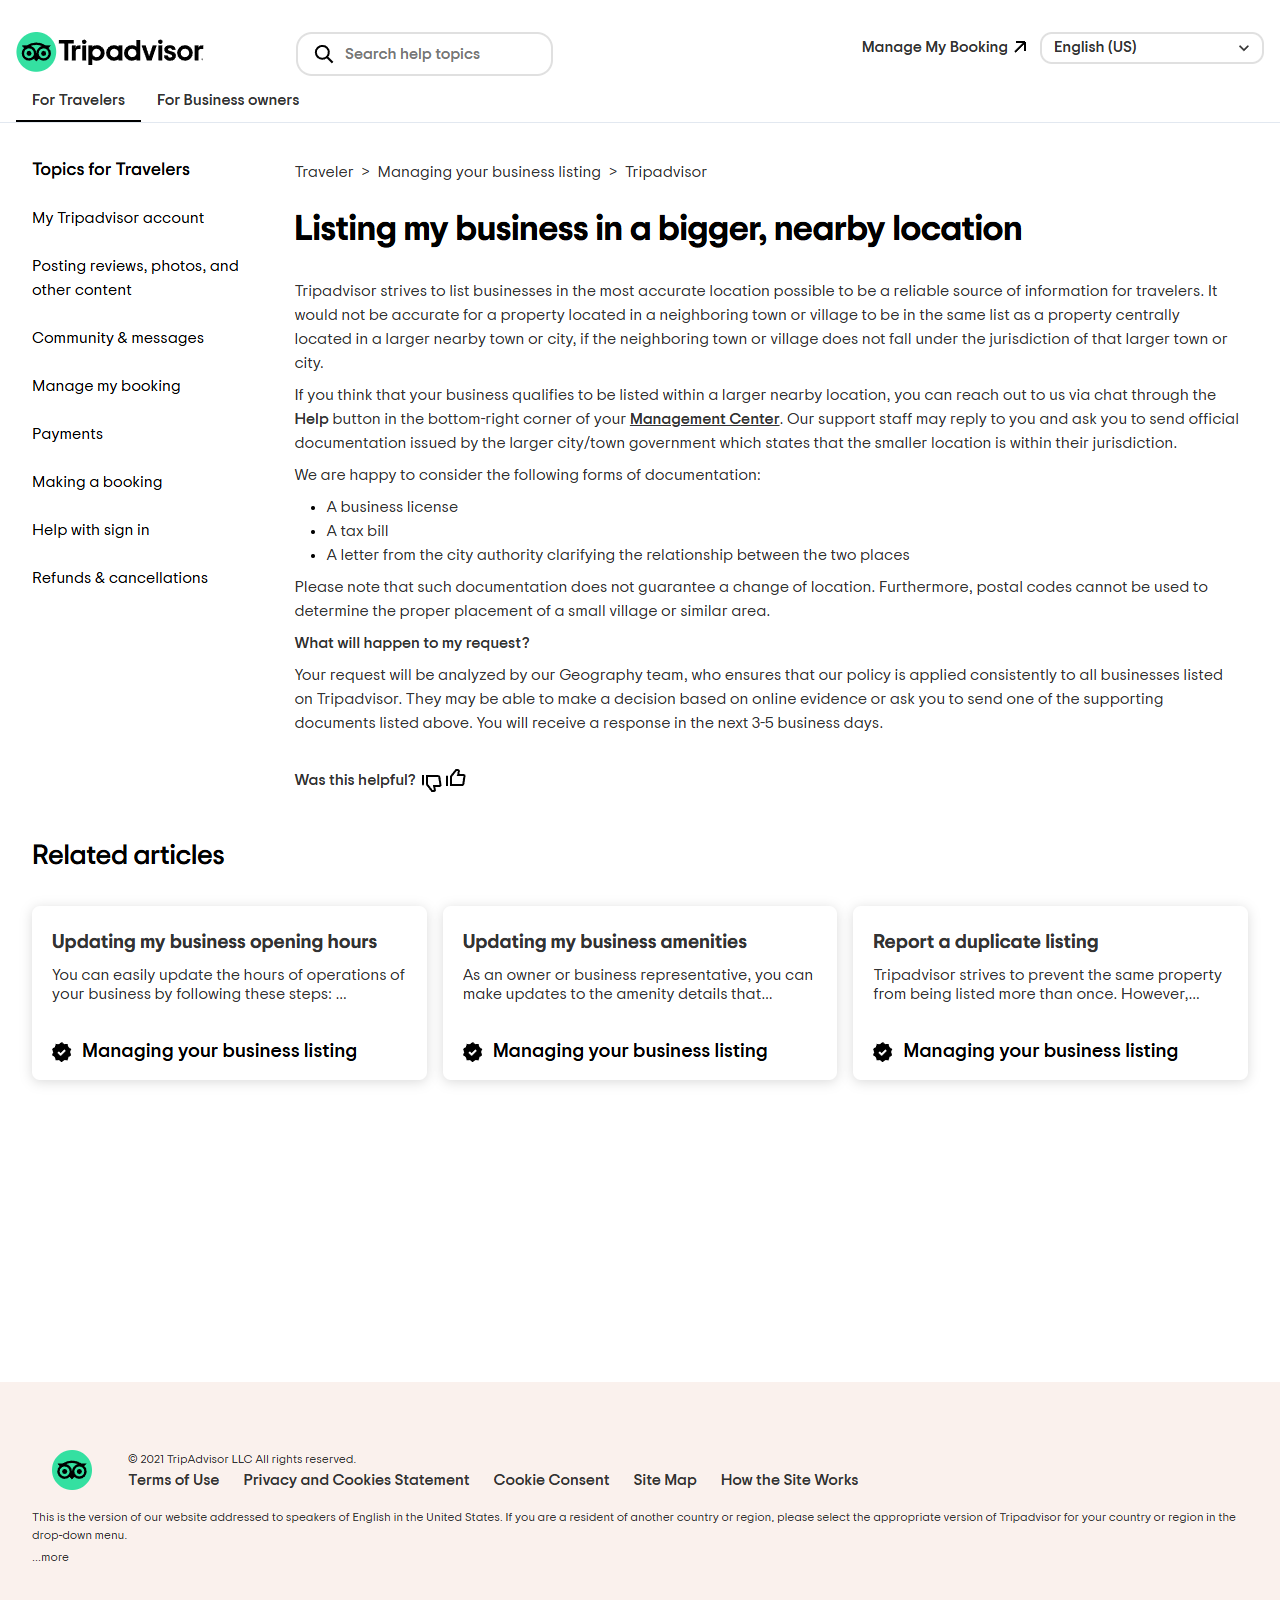 Tripadvisor
Search help topics
Manage My Booking
English (US)
For Travelers
For Business owners
Topics for Travelers
My Tripadvisor account
Posting reviews, photos, and
other content
Community & messages
Manage my booking
Payments
Making a booking
Help with sign in
Refunds & cancellations
Traveler > Managing your business listing > Tripadvisor
Listing my business in a bigger, nearby location
Tripadvisor strives to list businesses in the most accurate location possible to be a reliable source of information for travelers. It
would not be accurate for a property located in a neighboring town or village to be in the same list as a property centrally
located in a larger nearby town or city, if the neighboring town or village does not fall under the jurisdiction of that larger town or
city.
If you think that your business qualifies to be listed within a larger nearby location, you can reach out to us via chat through the
Help button in the bottom-right corner of your Management Center. Our support staff may reply to you and ask you to send official
documentation issued by the larger city/town government which states that the smaller location is within their jurisdiction.
We are happy to consider the following forms of documentation:
• A business license
• A tax bill
• A letter from the city authority clarifying the relationship between the two places
Please note that such documentation does not guarantee a change of location. Furthermore, postal codes cannot be used to
determine the proper placement of a small village or similar area.
What will happen to my request?
Your request will be analyzed by our Geography team, who ensures that our policy is applied consistently to all businesses listed
on Tripadvisor. They may be able to make a decision based on online evidence or ask you to send one of the supporting
documents listed above. You will receive a response in the next 3-5 business days.
Was this helpful?
Related articles
Updating my business opening hours
You can easily update the hours of operations of
your business by following these steps: ...
Managing your business listing
Updating my business amenities
As an owner or business representative, you can
make updates to the amenity details that...
Managing your business listing
Report a duplicate listing
Tripadvisor strives to prevent the same property
from being listed more than once. However,...
Managing your business listing
© 2021 TripAdvisor LLC All rights reserved.
Terms of Use Privacy and Cookies Statement Cookie Consent Site Map How the Site Works
This is the version of our website addressed to speakers of English in the United States. If you are a resident of another country or region, please select the appropriate version of Tripadvisor for your country or region in the
drop-down menu.
...more